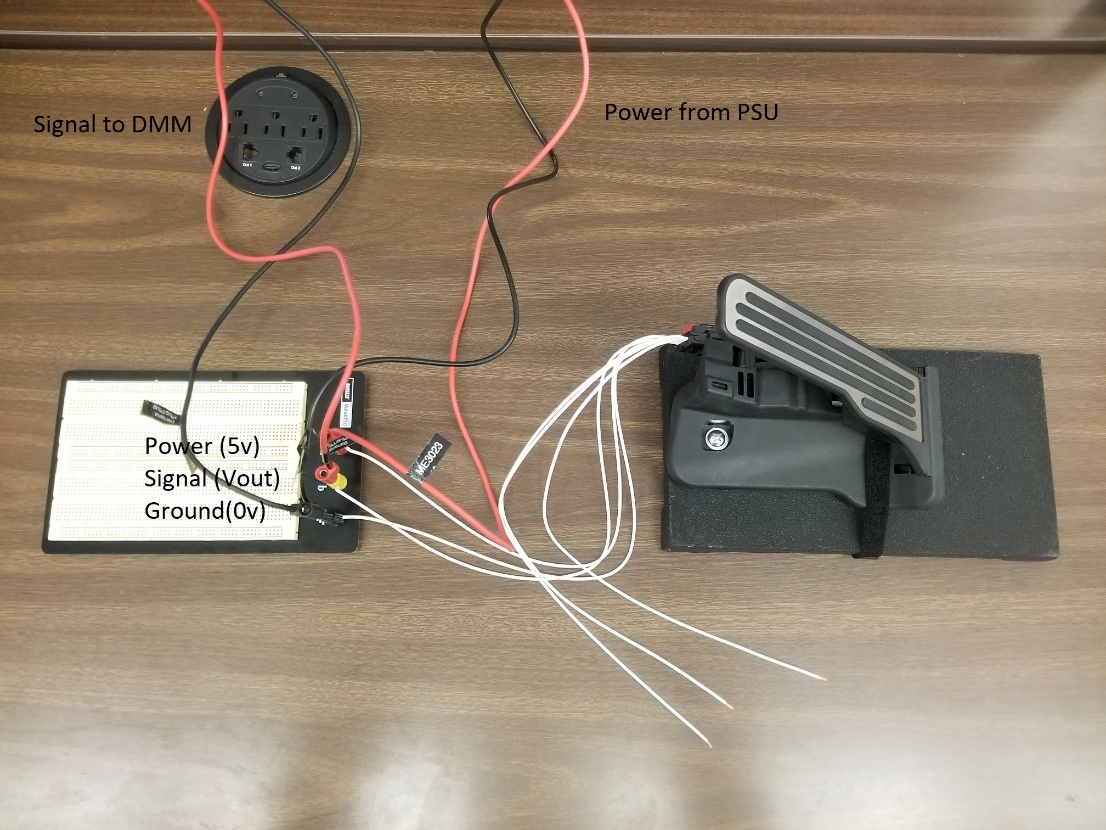 Signal to DMM
Power from PSU
Power (5v)
Signal (Vout)
Ground(0v)
ME3023